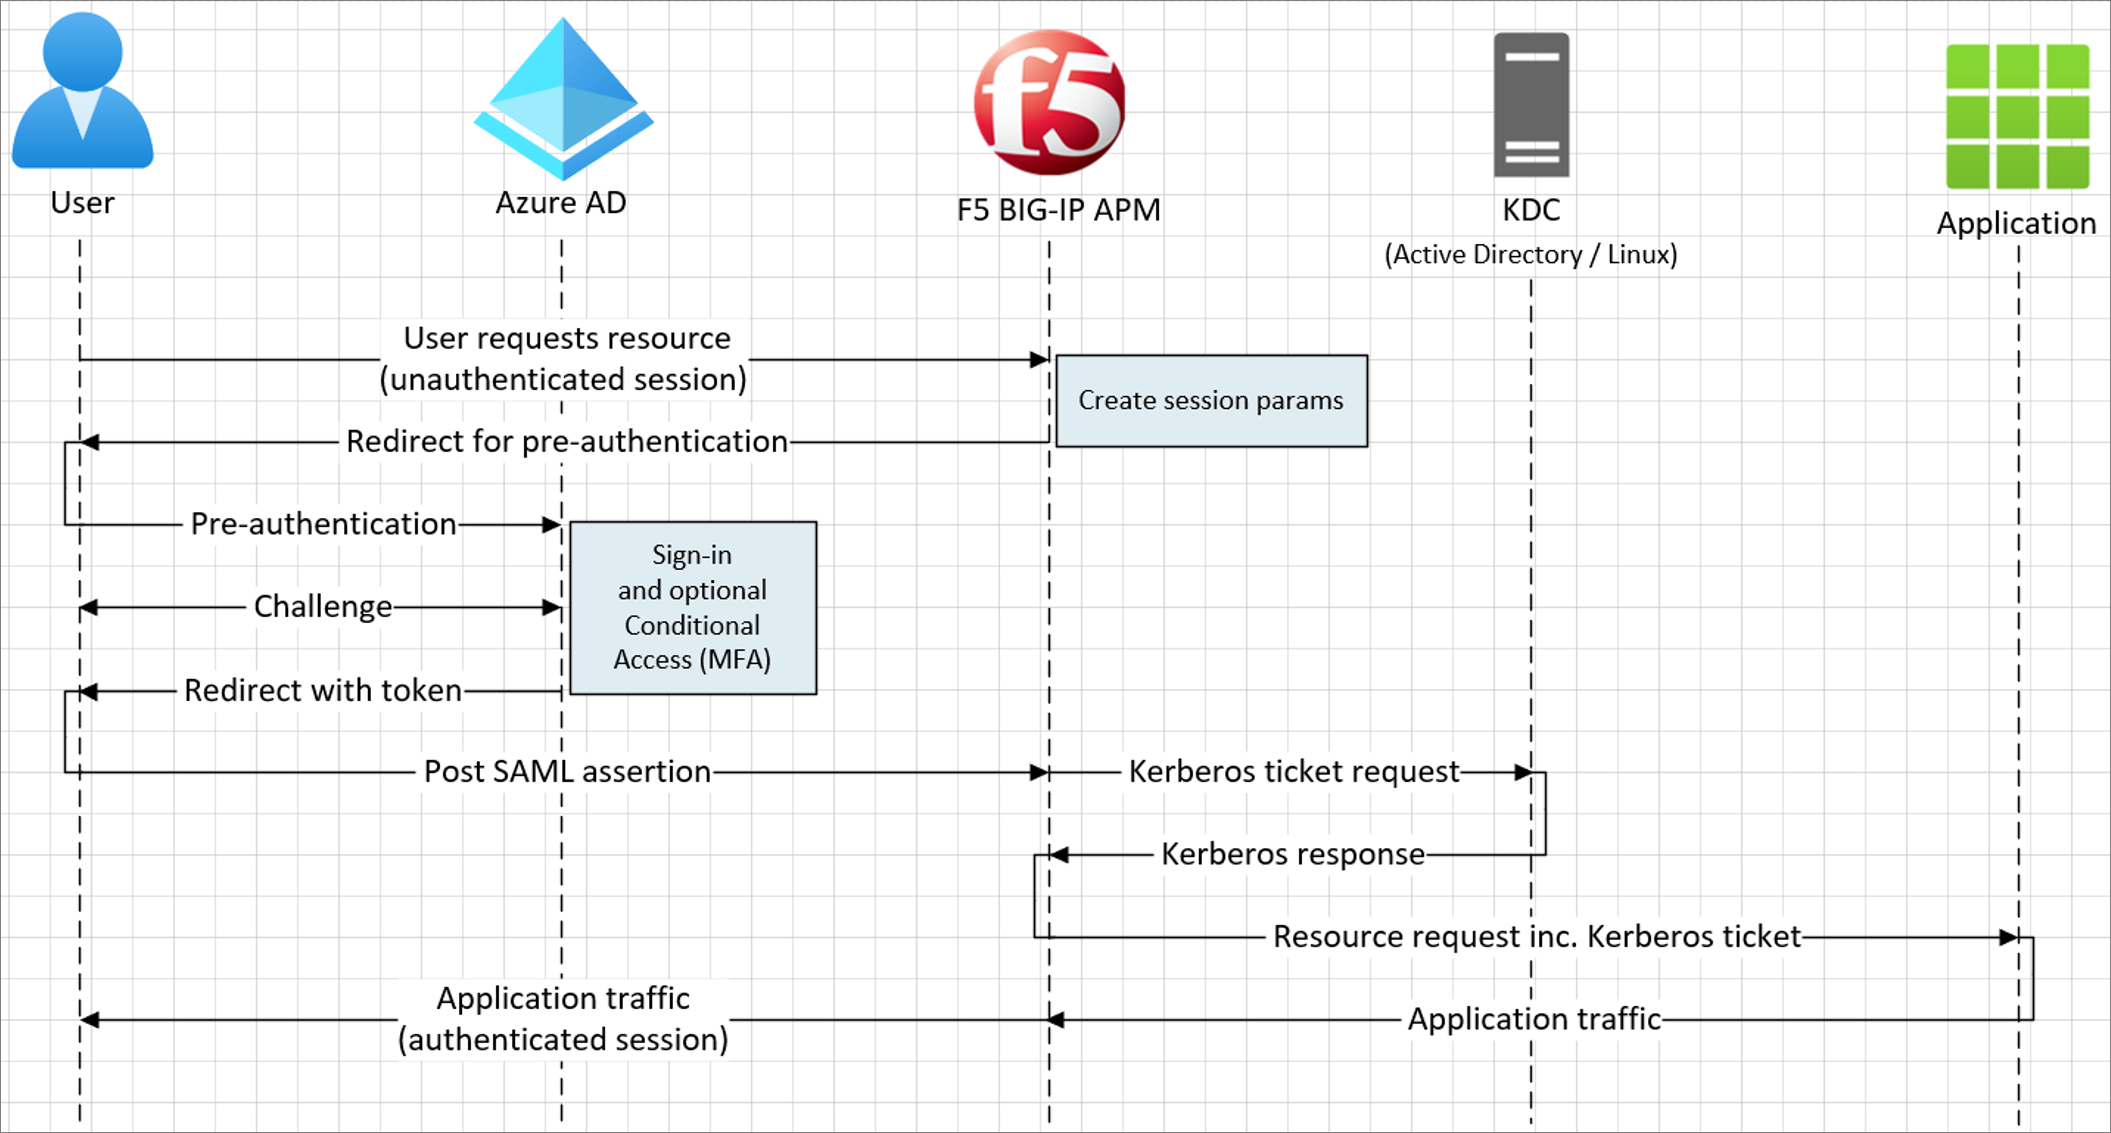 f5
User
Azure AD
F5 BIG-IP APM
KDC
(Active Directory / Linux)
Application
User requests resource
(unauthenticated session)
Create session params
Redirect for pre-authentication
Pre-authentication
Sign-in
and optional
Conditional
Access (MFA)
Challenge
Redirect with token
Post SAML assertion
Kerberos ticket request
Kerberos response
Resource request inc. Kerberos ticket
Application traffic
(authenticated session)
Application traffic